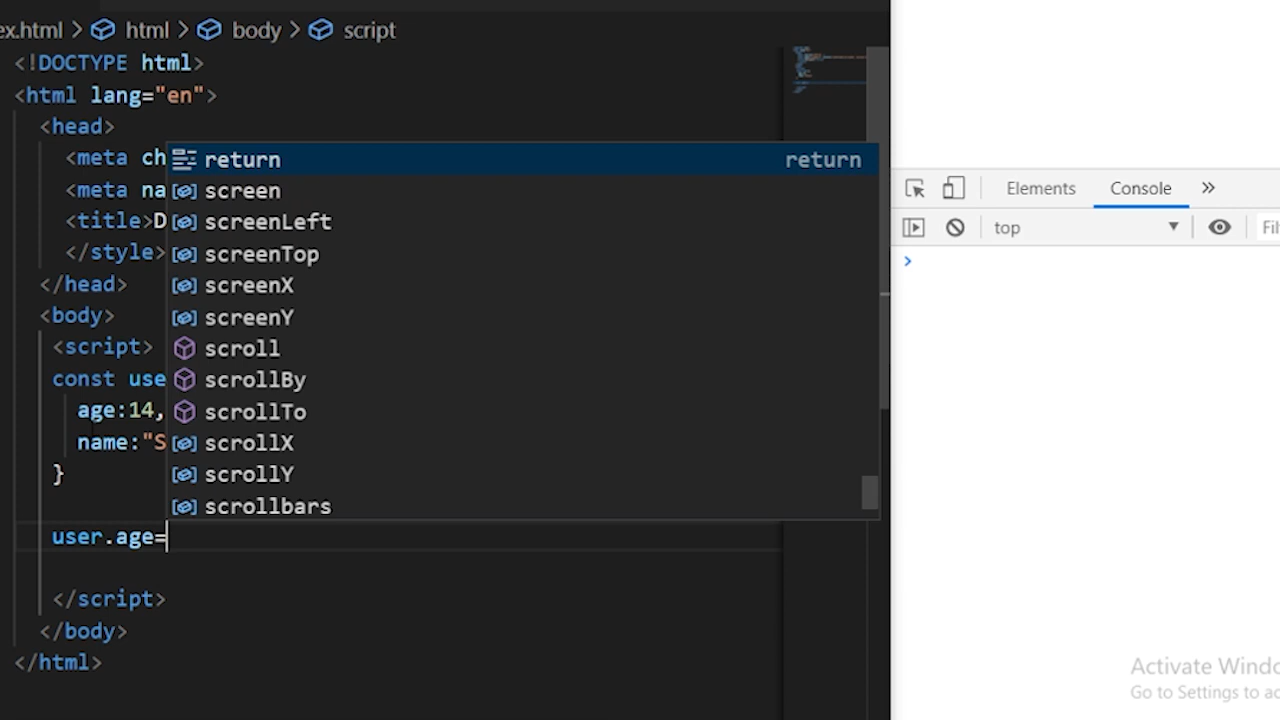 ex.html > html > body > script
<!DOCTYPE html>
<html lang="en">
<head>
<meta ch
<meta na
<title>D
</style>
</head>
<body>
<script>
const use
age:14,
name:"S
}
user.age=
</script>
</body>
</html>
return return
screen
screenLeft
screenTop
screenX
screenY
scroll
scrollBy
scrollTo
scrollX
scrollY
scrollbars
Elements Console »
top ▼ Fil
>
Activate Windo
Go to Settings to ac